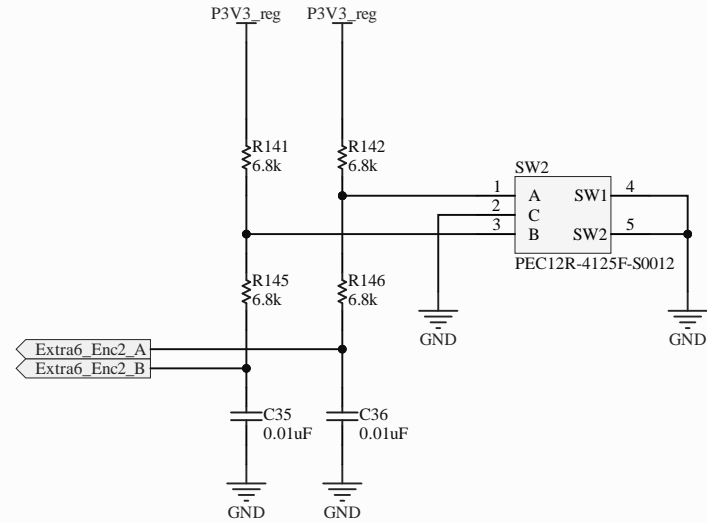 P3V3_reg P3V3_reg
R141
6.8k
R142
6.8k
SW2
1 A SW1 4
2 C
3 B SW2 5
PEC12R-4125F-S0012
R145
6.8k
R146
6.8k
GND
GND
Extra6_Enc2_A
Extra6_Enc2_B
C35
0.01uF
C36
0.01uF
GND
GND